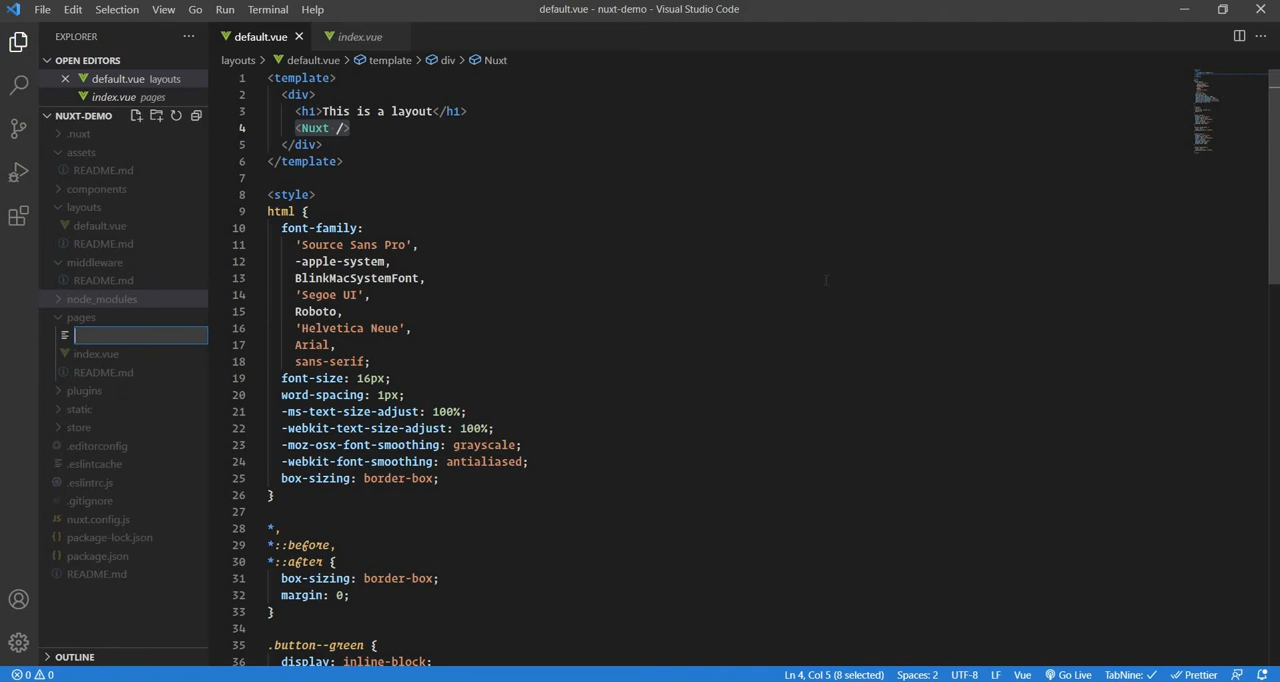 File Edit Selection View Go Run Terminal Help
default.vue - nuxt-demo - Visual Studio Code
EXPLORER
OPEN EDITORS
default.vue layouts
index.vue pages
NUXT-DEMO
.nuxt
assets
README.md
components
layouts
default.vue
README.md
middleware
README.md
node_modules
pages
index.vue
README.md
plugins
static
store
.editorconfig
.eslintcache
.eslintrc.js
.gitignore
nuxt.config.js
package-lock.json
package.json
README.md
OUTLINE
default.vue index.vue
layouts > default.vue > template > div > Nuxt
1 <template>
2 <div>
3 <h1>This is a layout</h1>
4 <Nuxt />
5 </div>
6 </template>
7
8 <style>
9 html {
10 font-family:
11 'Source Sans Pro',
12 -apple-system,
13 BlinkMacSystemFont,
14 'Segoe UI',
15 Roboto,
16 'Helvetica Neue',
17 Arial,
18 sans-serif;
19 font-size: 16px;
20 word-spacing: 1px;
21 -ms-text-size-adjust: 100%;
22 -webkit-text-size-adjust: 100%;
23 -moz-osx-font-smoothing: grayscale;
24 -webkit-font-smoothing: antialiased;
25 box-sizing: border-box;
26 }
27
28 *,
29 *::before,
30 *::after {
31 box-sizing: border-box;
32 margin: 0;
33 }
34
35 .button--green {
36 display: inline-block;
0 0 Ln 4, Col 5 (8 selected) Spaces: 2 UTF-8 LF Vue Go Live TabNine: Prettier